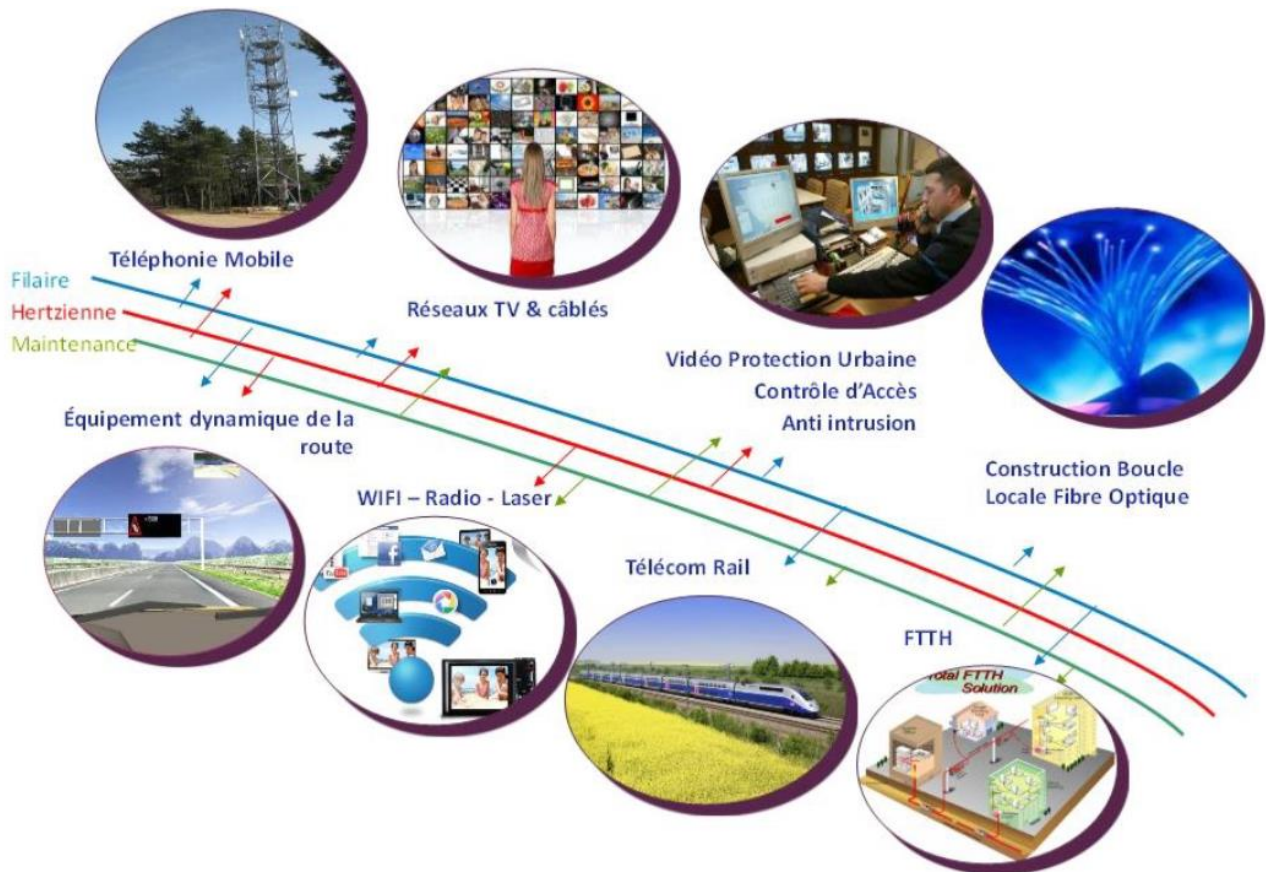 Téléphonie Mobile
Filaire
Hertzienne
Maintenance
Réseaux TV & câblés
Vidéo Protection Urbaine
Contrôle d’Accès
Anti intrusion
Équipement dynamique de la
route
Construction Boucle
Locale Fibre Optique
WIFI – Radio - Laser
Télécom Rail
FTTH
Total FTTH
Solution